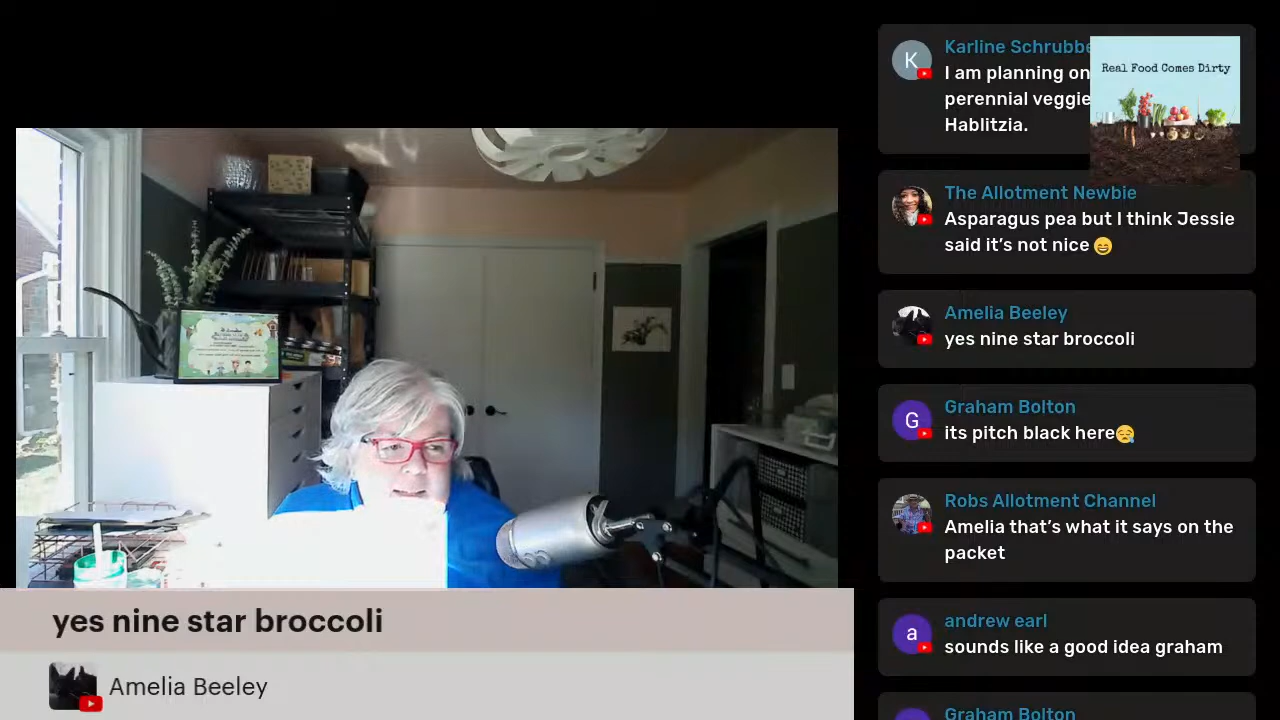 Karline Schrubbe
I am planning on
perennial veggie
Hablitzia.
Real Food Comes Dirty
The Allotment Newbie
Asparagus pea but I think Jessie
said it’s not nice 😄
Amelia Beeley
yes nine star broccoli
G
Graham Bolton
its pitch black here😪
Robs Allotment Channel
Amelia that’s what it says on the
packet
a
andrew earl
sounds like a good idea graham
Graham Bolton
yes nine star broccoli
Amelia Beeley
K